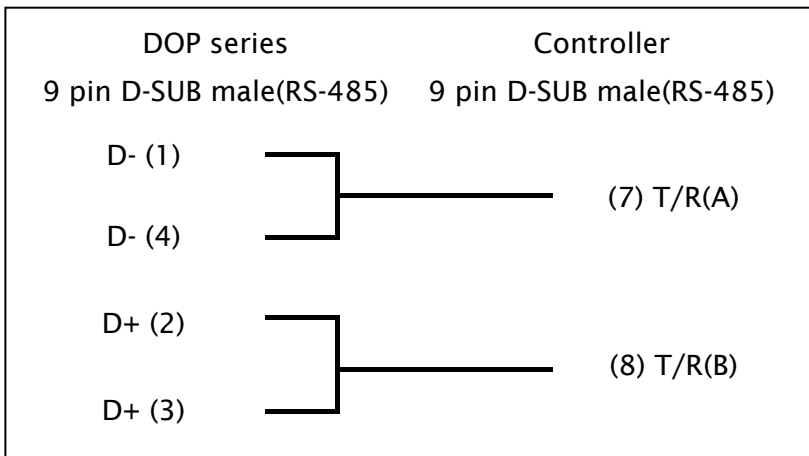 DOP series Controller
9 pin D-SUB male(RS-485) 9 pin D-SUB male(RS-485)
D- (1)
(7) T/R(A)
D- (4)
D+ (2)
(8) T/R(B)
D+ (3)